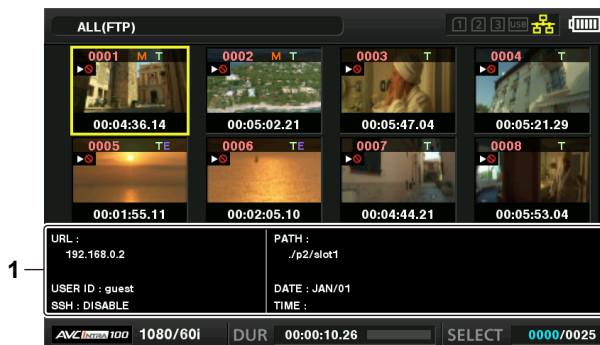 ALL(FTP)
1 2 3 USB
0001 M T
0002 M T
0003 T
0004 T
00:04:36.14
00:05:02.21
00:05:47.04
00:05:21.29
0005 TE
0006 TE
0007 T
0008 T
00:01:55.11
00:02:05.10
00:04:44.21
00:05:53.04
1
URL :
192.168.0.2
USER ID : guest
SSH : DISABLE
PATH :
./p2/slot1
DATE : JAN/01
TIME :
AVC INTRA 100 1080/60i DUR 00:00:10.26 SELECT 0000/0025